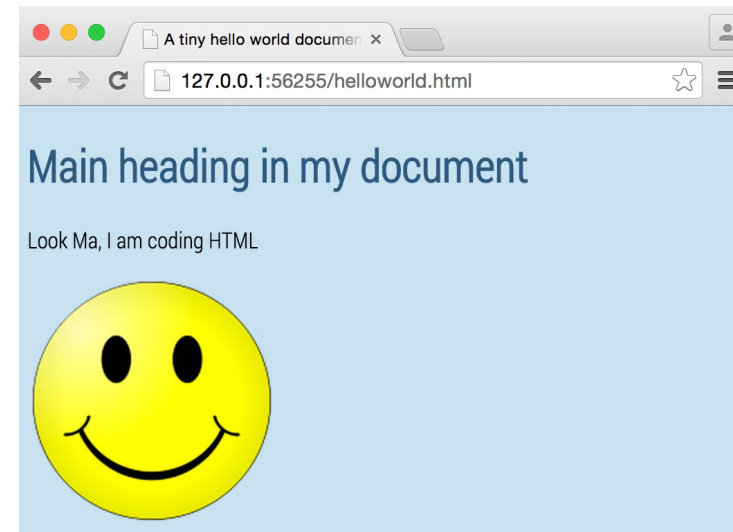 A tiny hello world documen
127.0.0.1:56255/helloworld.html
Main heading in my document
Look Ma, I am coding HTML